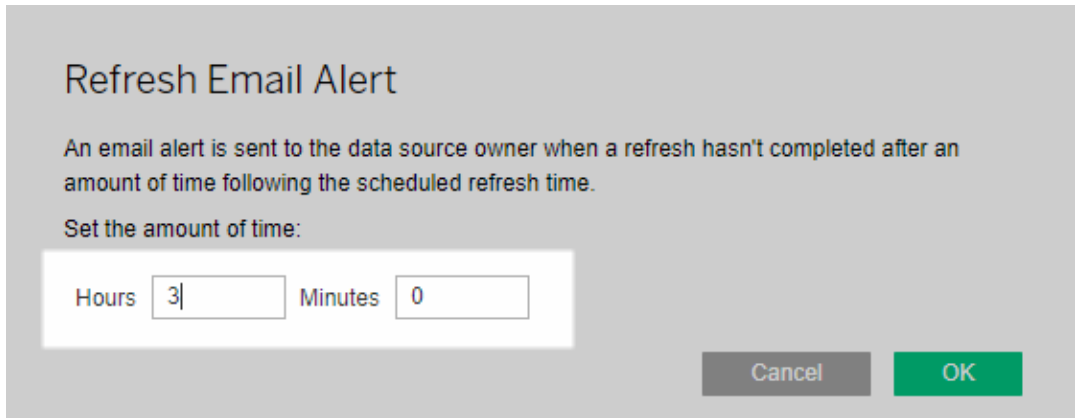 Refresh Email Alert
An email alert is sent to the data source owner when a refresh hasn't completed after an
amount of time following the scheduled refresh time.
Set the amount of time:
Hours 3 Minutes 0
Cancel OK